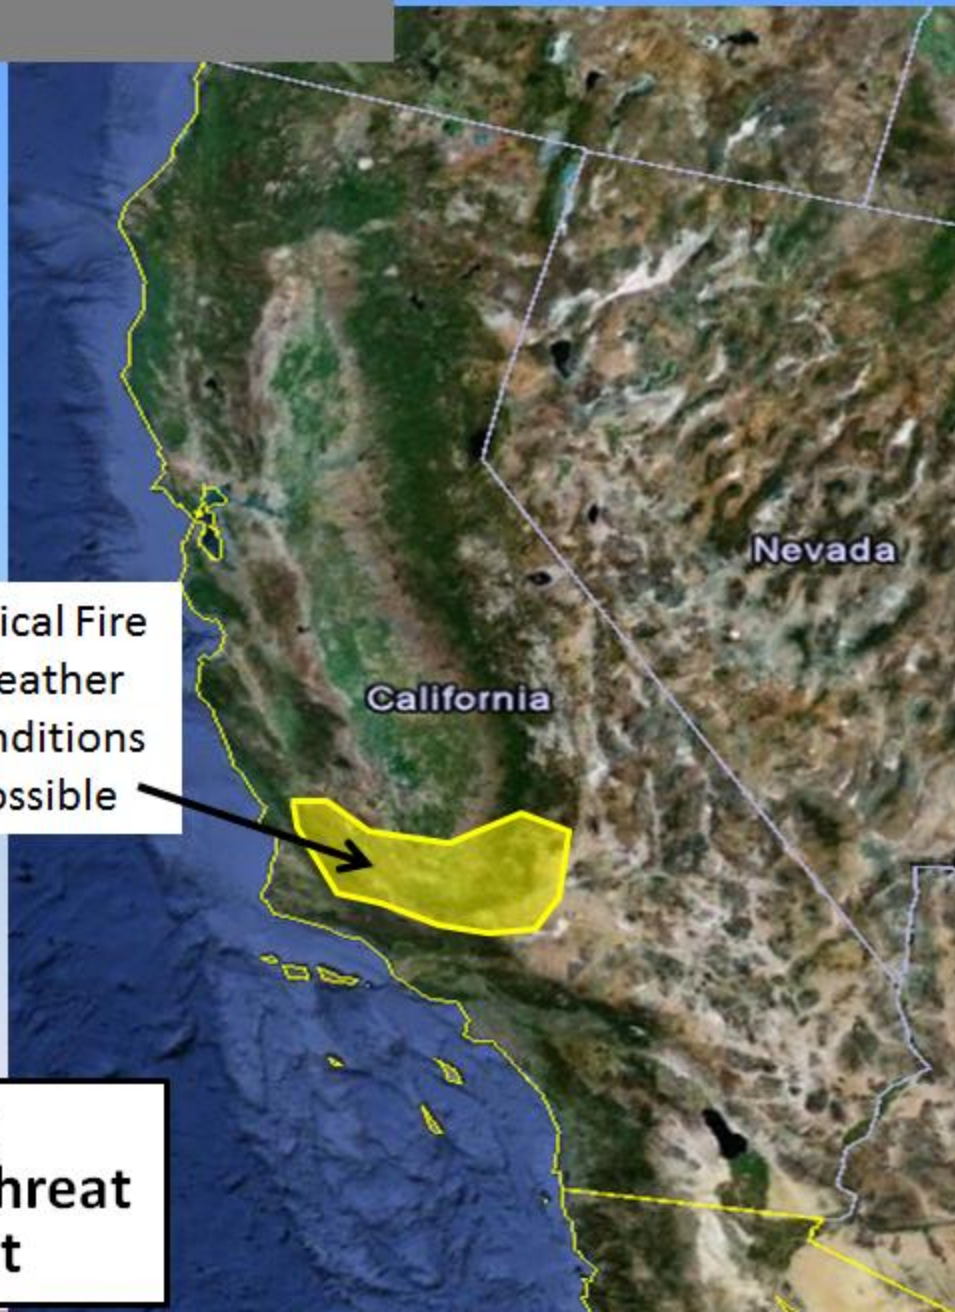 Nevada
ical Fire
eather
nditions
ossible
California
hreat
t